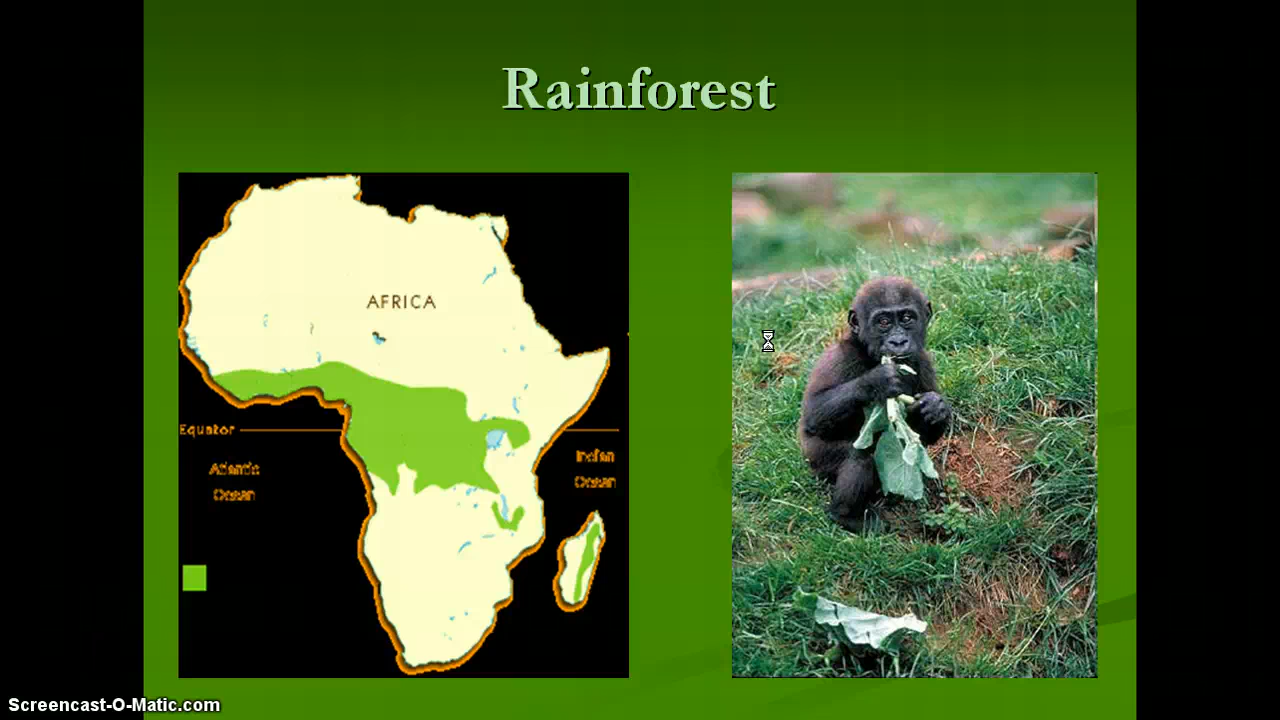 Rainforest
AFRICA
Equator
Atlantic
Ocean
Indian
Ocean
Screencast-O-Matic.com